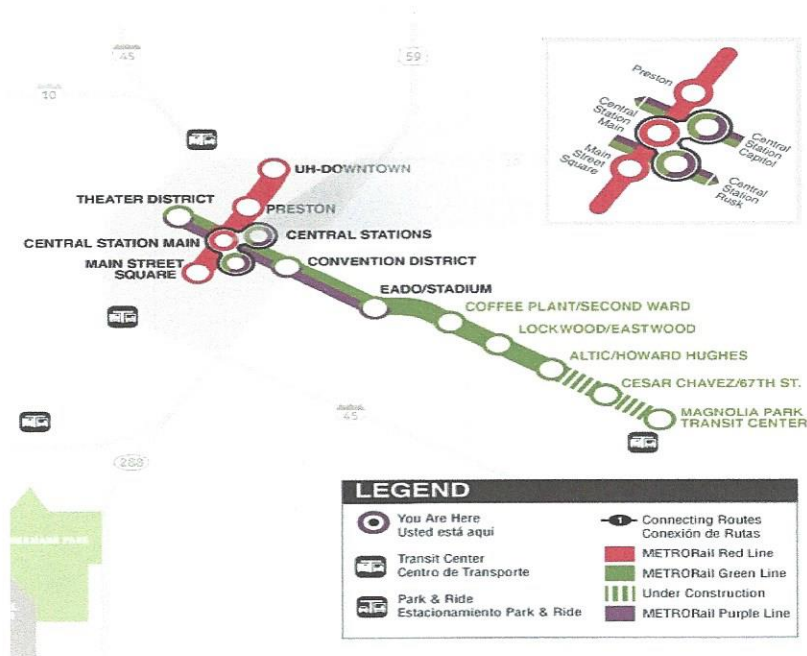 45
59
10
Preston
Central
Station
Main
Main
Street
Square
Central
Station
Capitol
Central
Station
Rusk
UH-DOWNTOWN
THEATER DISTRICT
PRESTON
CENTRAL STATION MAIN
CENTRAL STATIONS
MAIN STREET
SQUARE
CONVENTION DISTRICT
EADO/STADIUM
COFFEE PLANT/SECOND WARD
LOCKWOOD/EASTWOOD
ALTIC/HOWARD HUGHES
CESAR CHAVEZ/67TH ST.
MAGNOLIA PARK
TRANSIT CENTER
45
288
PARK
LEGEND
You Are Here
Usted está aquí
Transit Center
Centro de Transporte
Park & Ride
Estacionamiento Park & Ride
1 Connecting Routes
Conexión de Rutas
METRORail Red Line
METRORail Green Line
Under Construction
METRORail Purple Line